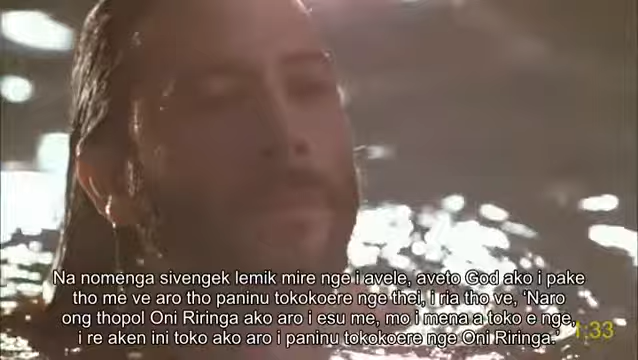 Na nomenga sivengek lemik mire nge i avele, aveto God ako i pake
tho me ve aro tho paninu tokokoere nge thei, i ria tho ve, 'Naro
ong thopol Oni Riringa ako aro i esu me, mo i mena a toko e nge,
i re aken ini toko ako aro i paninu tokokoere nge Oni Riringa.'
1:33